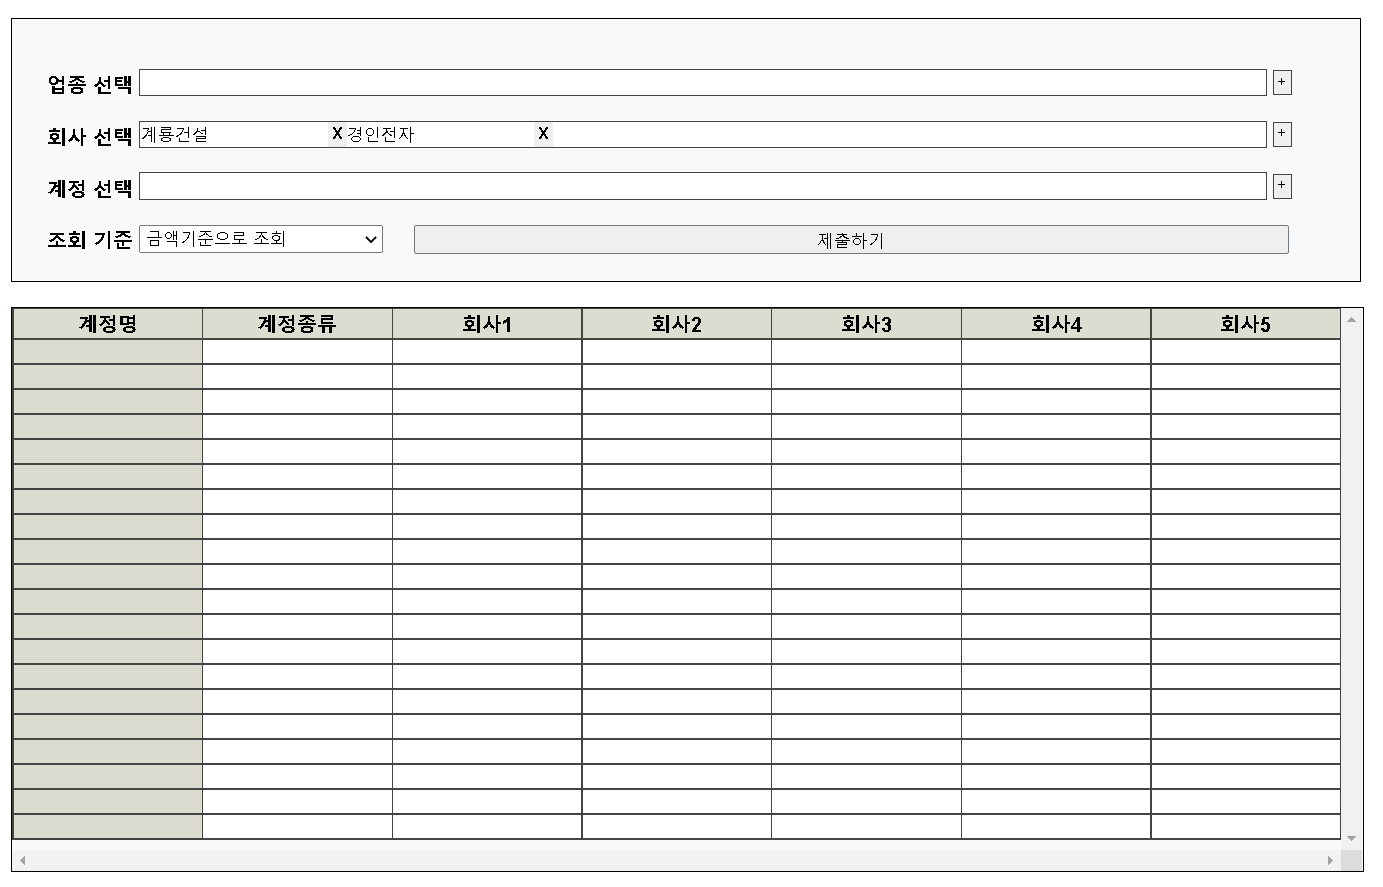 업종 선택 +
회사 선택 계룡건설 X 경인전자 X +
계정 선택 +
조회 기준 금액기준으로 조회 제출하기
계정명 계정종류 회사1 회사2 회사3 회사4 회사5